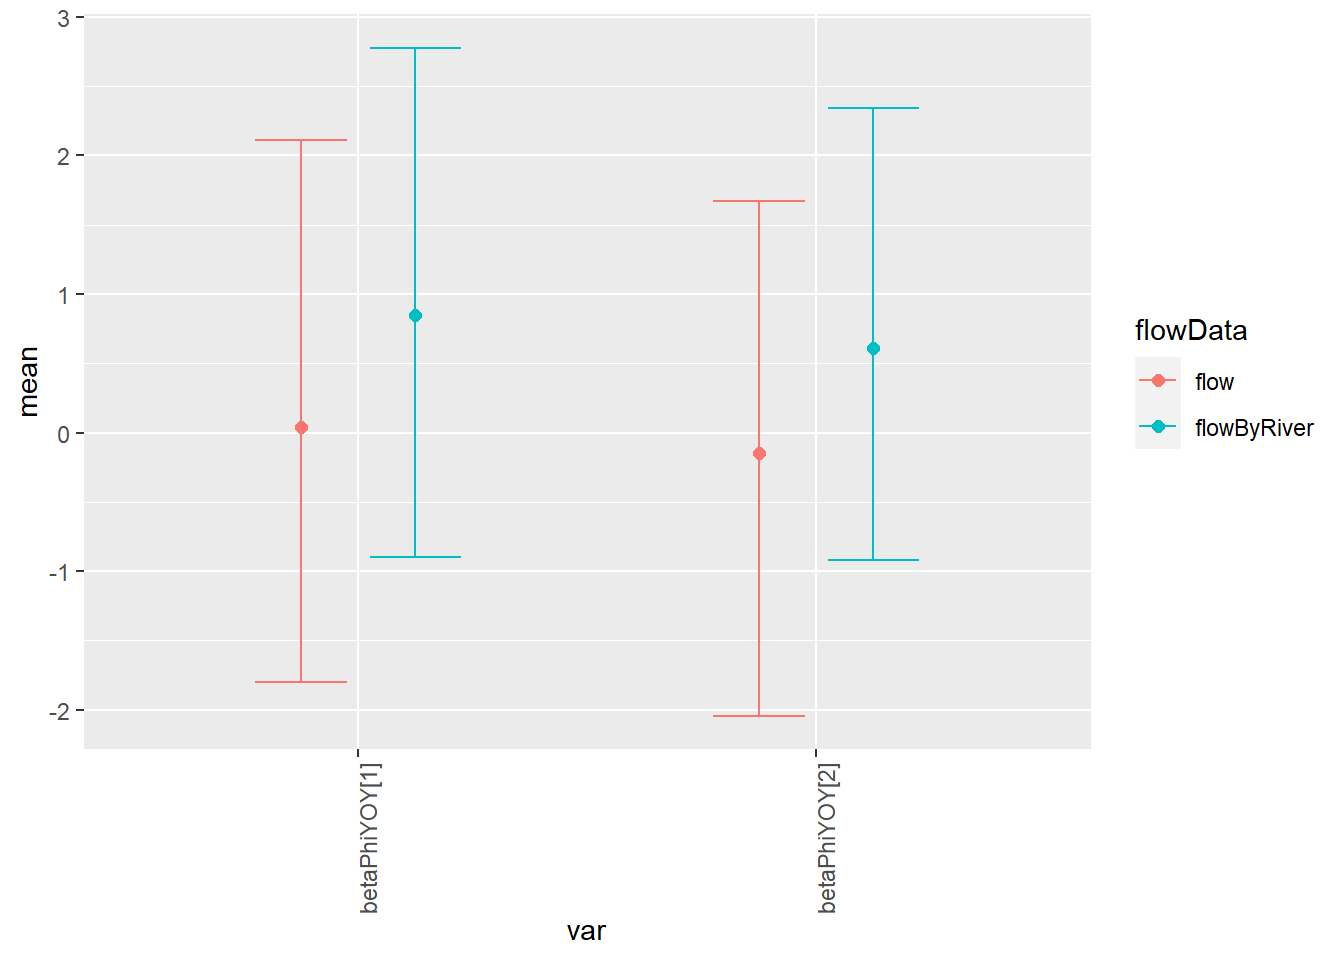 3
2
1
0
-1
-2
mean
betaPhiYOY[1]
betaPhiYOY[2]
var
flowData
flow
flowByRiver